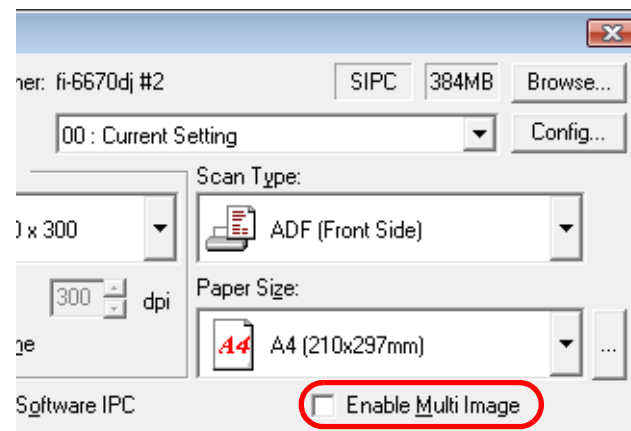 ner: fi-6670dj #2 SIPC 384MB Browse...
00 : Current Setting Config...
Scan Type:
0 x 300 ADF (Front Side)
300 dpi Paper Size:
A4 A4 (210x297mm) ...
ne
Software IPC Enable Multi Image